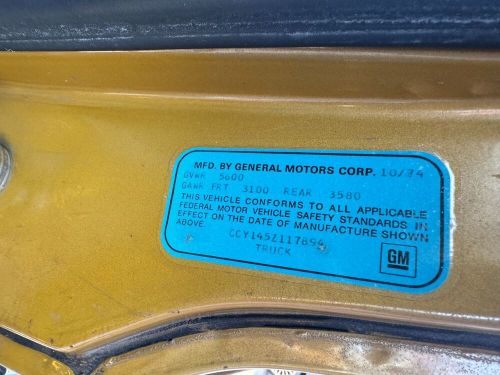 MFD. BY GENERAL MOTORS CORP. 10/74
GVWR 5600
GAWR FRT 3100 REAR 3580
THIS VEHICLE CONFORMS TO ALL APPLICABLE
FEDERAL MOTOR VEHICLE SAFETY STANDARDS IN
EFFECT ON THE DATE OF MANUFACTURE SHOWN
ABOVE.
CCY145Z117894
TRUCK
GM